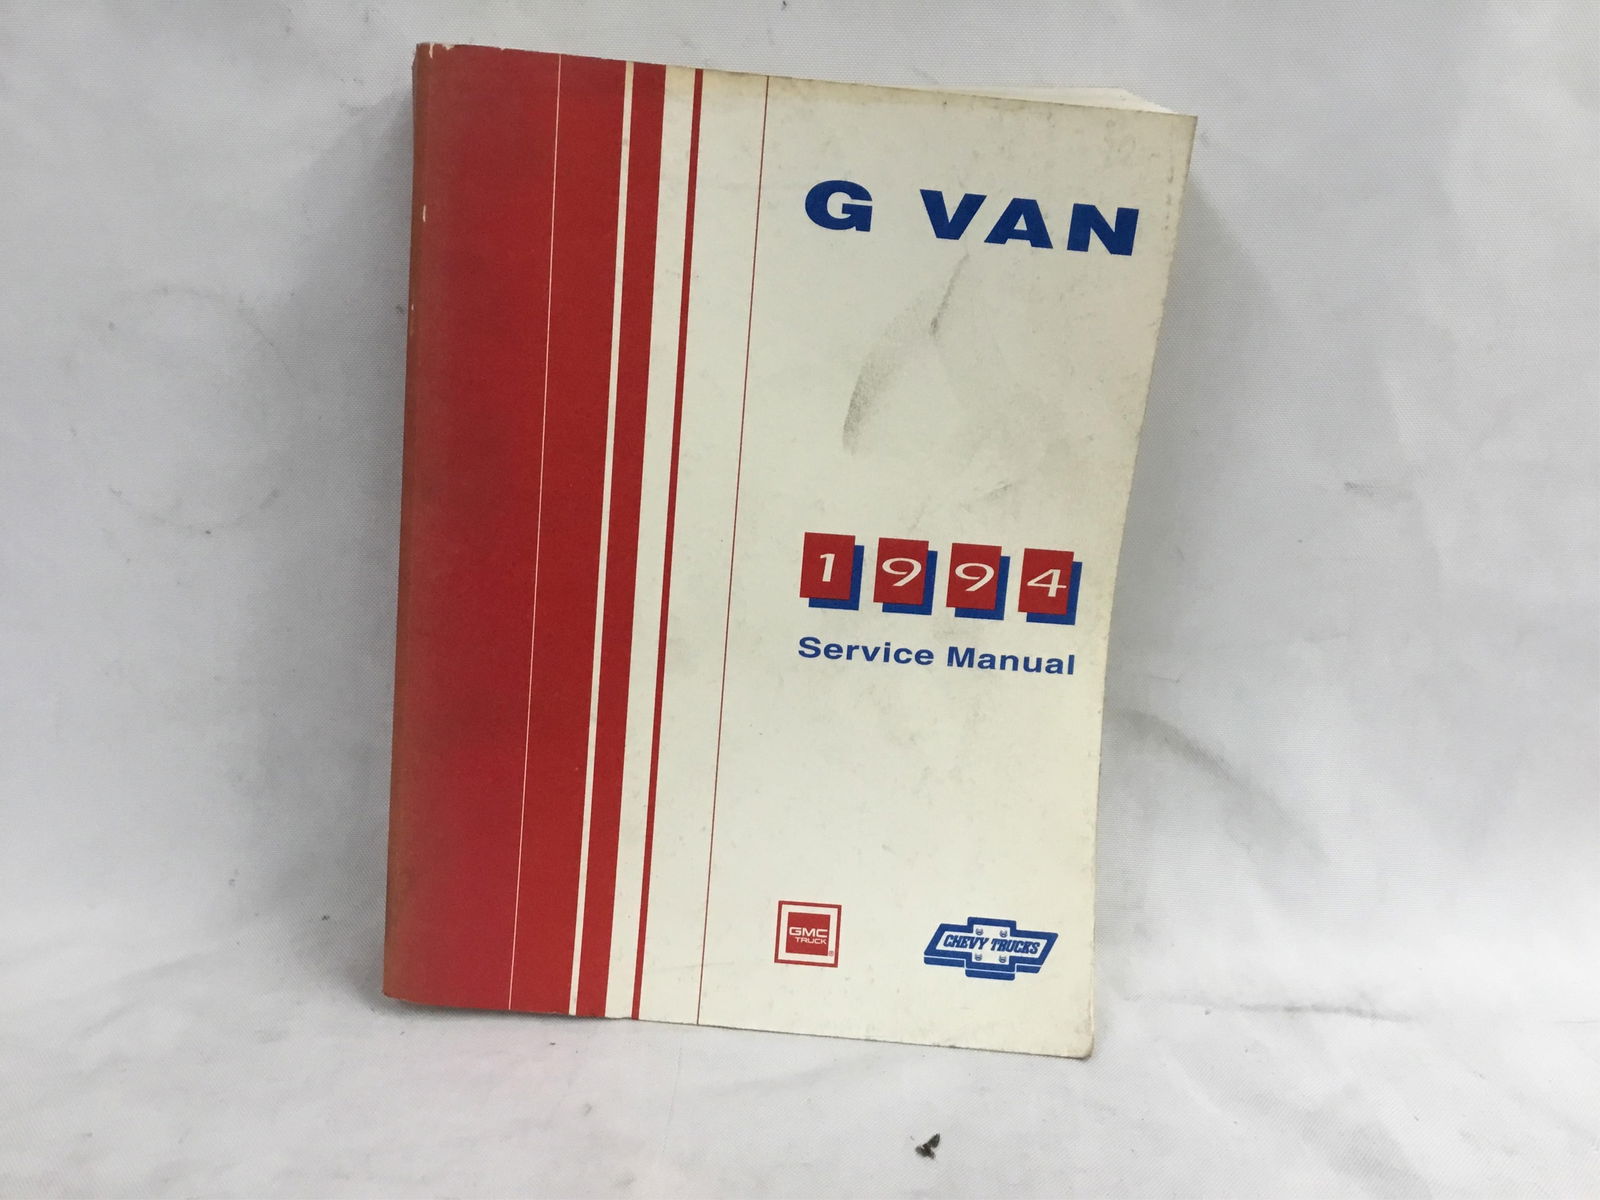 G VAN
1994
Service Manual
GMC
TRUCK
CHEVY TRUCKS